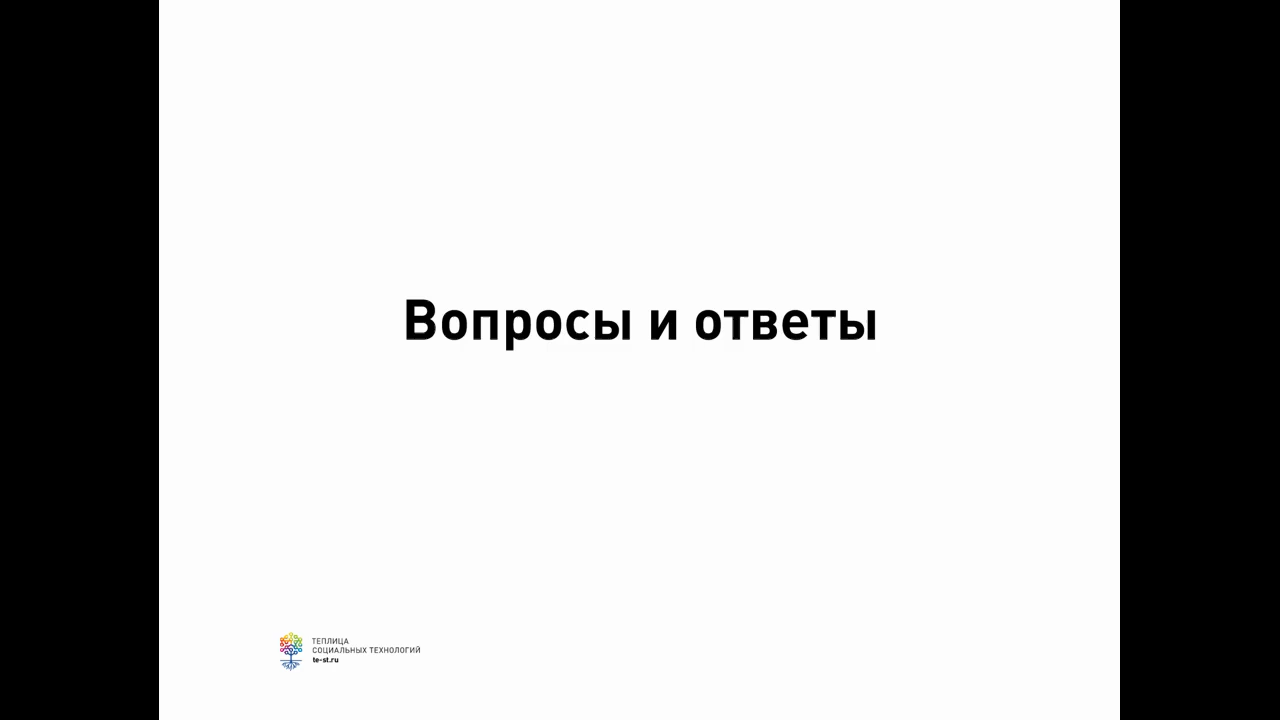 Вопросы и ответы
ТЕПЛИЦА
СОЦИАЛЬНЫХ ТЕХНОЛОГИЙ
te-st.ru